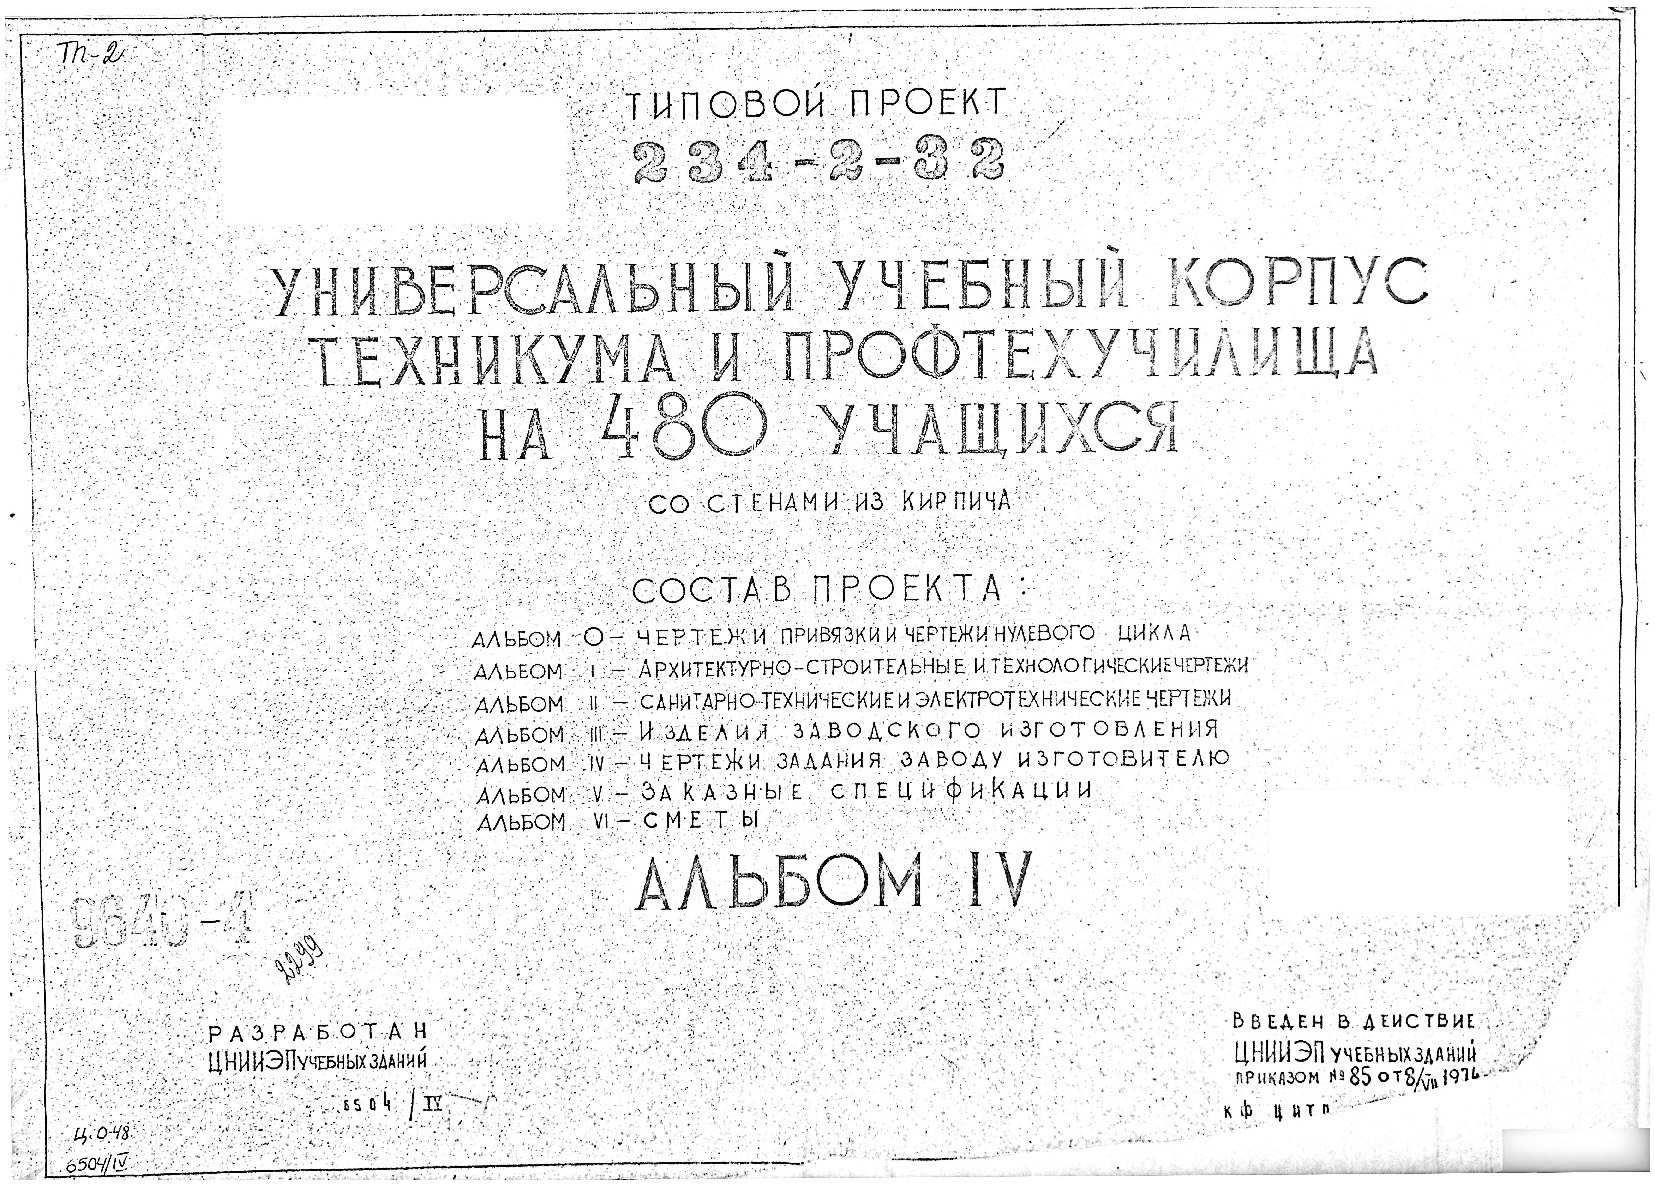 ТП-2
ТИПОВОЙ ПРОЕКТ
234-2-32
УНИВЕРСАЛЬНЫЙ УЧЕБНЫЙ КОРПУС
ТЕХНИКУМА И ПРОФТЕХУЧИЛИЩА
НА 480 УЧАЩИХСЯ
СО СТЕНАМИ ИЗ КИРПИЧА
СОСТАВ ПРОЕКТА:
АЛЬБОМ 0 – ЧЕРТЕЖИ ПРИВЯЗКИ И ЧЕРТЕЖИ НУЛЕВОГО ЦИКЛА
АЛЬБОМ I – АРХИТЕКТУРНО-СТРОИТЕЛЬНЫЕ И ТЕХНОЛОГИЧЕСКИЕ ЧЕРТЕЖИ
АЛЬБОМ II – САНИТАРНО-ТЕХНИЧЕСКИЕ И ЭЛЕКТРОТЕХНИЧЕСКИЕ ЧЕРТЕЖИ
АЛЬБОМ III – ИЗДЕЛИЯ ЗАВОДСКОГО ИЗГОТОВЛЕНИЯ
АЛЬБОМ IV – ЧЕРТЕЖИ ЗАДАНИЯ ЗАВОДУ ИЗГОТОВИТЕЛЮ
АЛЬБОМ V – ЗАКАЗНЫЕ СПЕЦИФИКАЦИИ
АЛЬБОМ VI – СМЕТЫ
АЛЬБОМ IV
9640-4
2299
РАЗРАБОТАН
ЦНИИЭП УЧЕБНЫХ ЗДАНИЙ
6504/IV
ВВЕДЕН В ДЕЙСТВИЕ
ЦНИИЭП УЧЕБНЫХ ЗДАНИЙ
ПРИКАЗОМ № 85 ОТ 8/VII
КФ ЦИТП
Ц.0-48
6504/IV